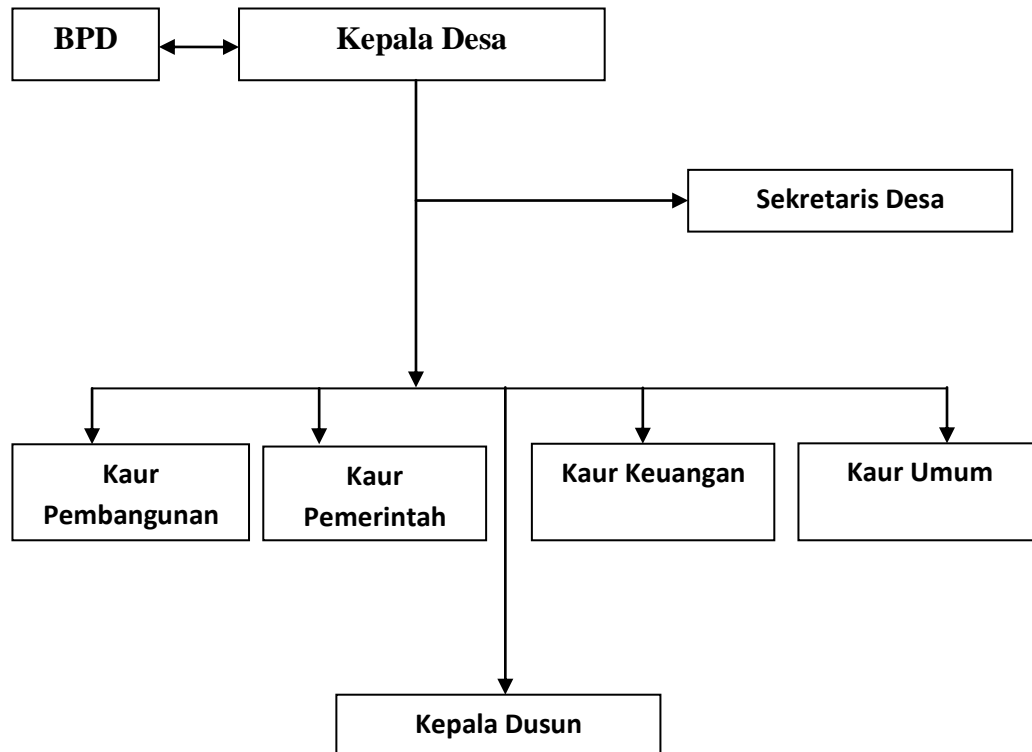 BPD
Kepala Desa
Sekretaris Desa
Kaur
Pembangunan
Kaur
Pemerintah
Kaur Keuangan
Kaur Umum
Kepala Dusun